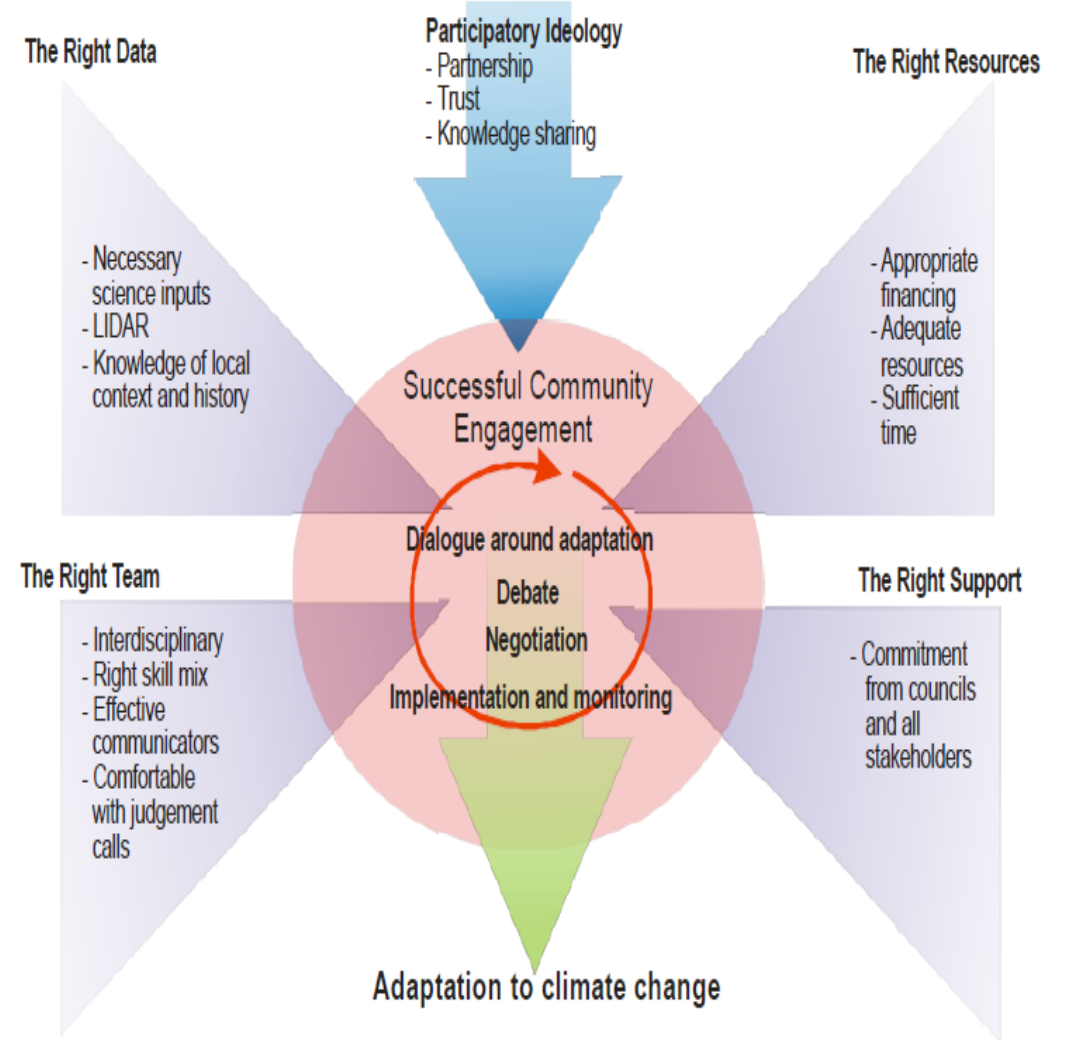 The Right Data
- Necessary
science inputs
- LIDAR
- Knowledge of local
context and history
Participatory Ideology
- Partnership
- Trust
- Knowledge sharing
The Right Resources
- Appropriate
financing
- Adequate
resources
- Sufficient
time
Successful Community
Engagement
Dialogue around adaptation
Debate
Negotiation
Implementation and monitoring
The Right Team
- Interdisciplinary
- Right skill mix
- Effective
communicators
- Comfortable
with judgement
calls
The Right Support
- Commitment
from councils
and all
stakeholders
Adaptation to climate change